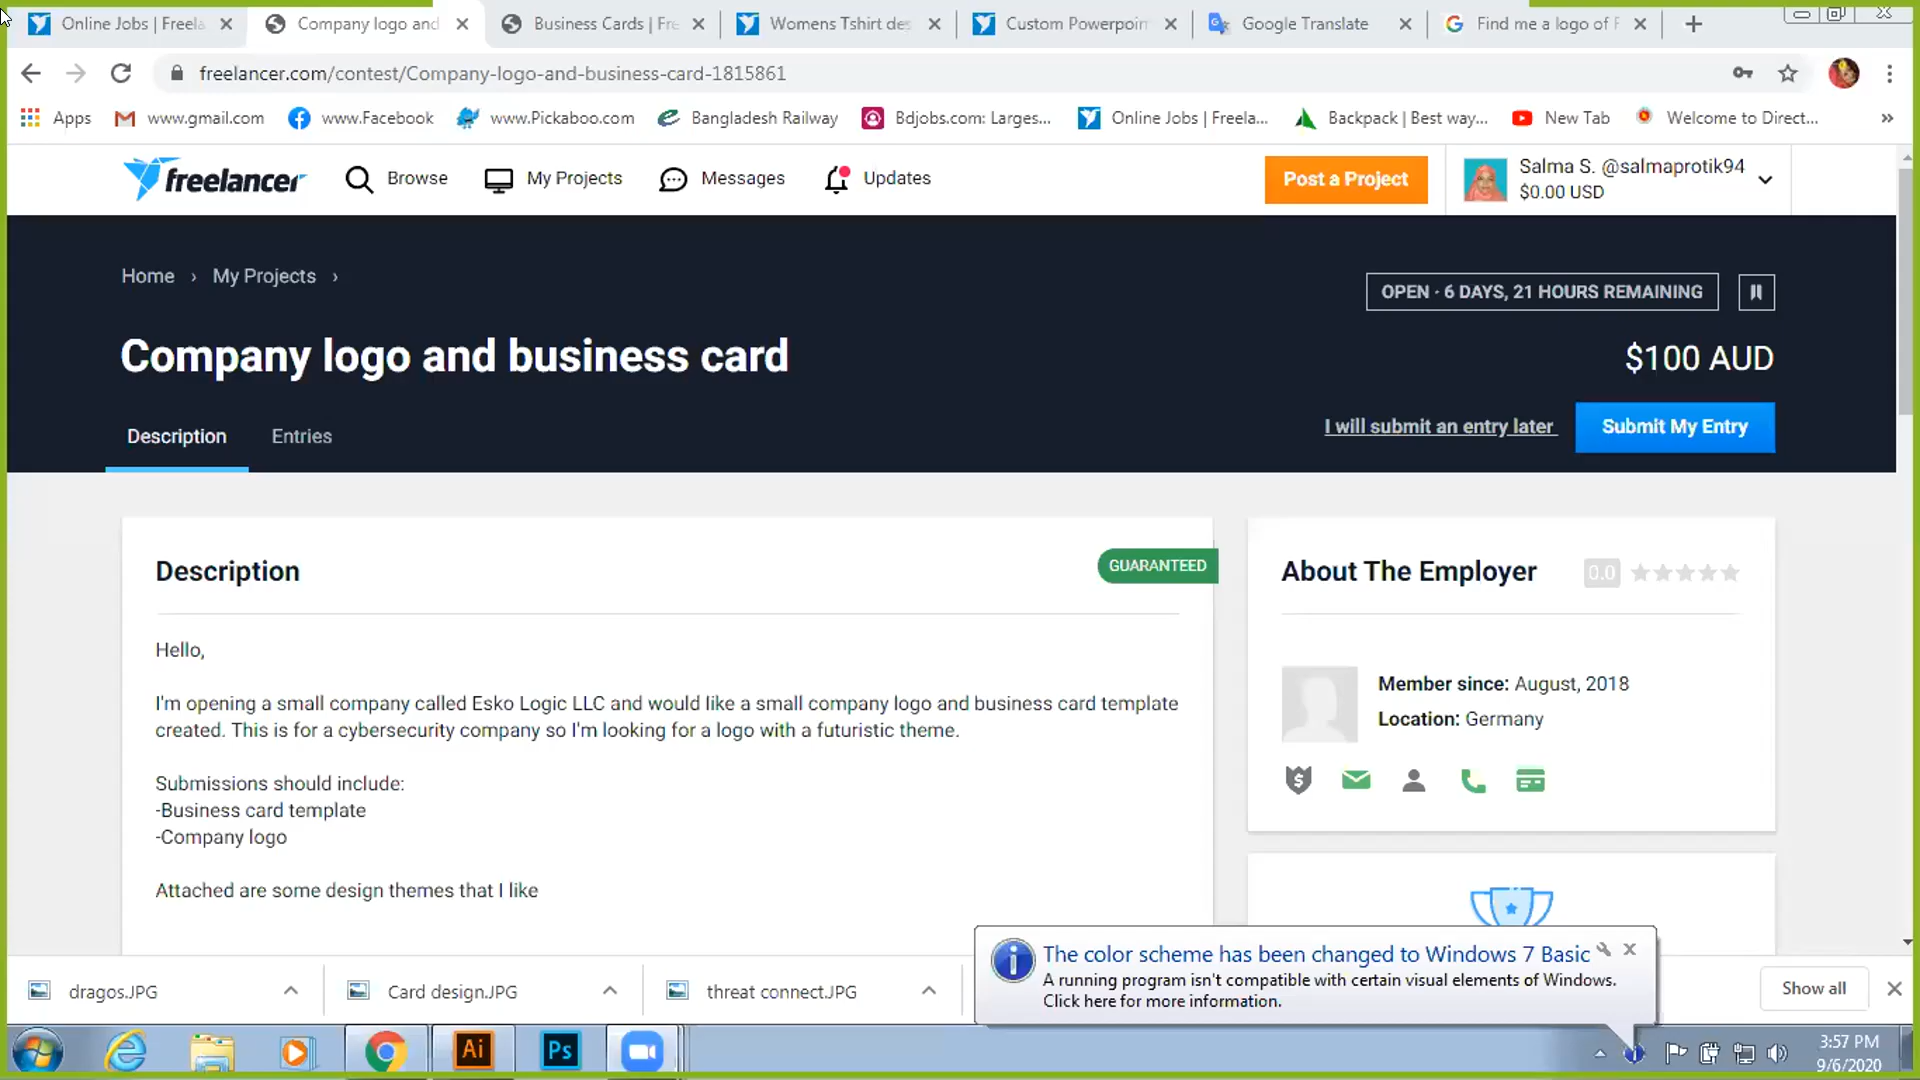 Online Jobs | Freela
Company logo and
Business Cards | Fre
Womens Tshirt des
Custom Powerpoin
Google Translate
Find me a logo of F
freelancer.com/contest/Company-logo-and-business-card-1815861
Apps
www.gmail.com
www.Facebook
www.Pickaboo.com
Bangladesh Railway
Bdjobs.com: Larges...
Online Jobs | Freela...
Backpack | Best way...
New Tab
Welcome to Direct...
»
freelancer
Browse
My Projects
Messages
Updates
Post a Project
Salma S. @salmaprotik94
$0.00 USD
Home › My Projects ›
OPEN · 6 DAYS, 21 HOURS REMAINING
Company logo and business card
$100 AUD
Description
Entries
I will submit an entry later
Submit My Entry
Description
GUARANTEED
Hello,
I'm opening a small company called Esko Logic LLC and would like a small company logo and business card template
created. This is for a cybersecurity company so I'm looking for a logo with a futuristic theme.
Submissions should include:
-Business card template
-Company logo
Attached are some design themes that I like
About The Employer
0.0
Member since: August, 2018
Location: Germany
The color scheme has been changed to Windows 7 Basic
A running program isn't compatible with certain visual elements of Windows.
Click here for more information.
dragos.JPG
Card design.JPG
threat connect.JPG
Show all
Ai
Ps
3:57 PM
9/6/2020